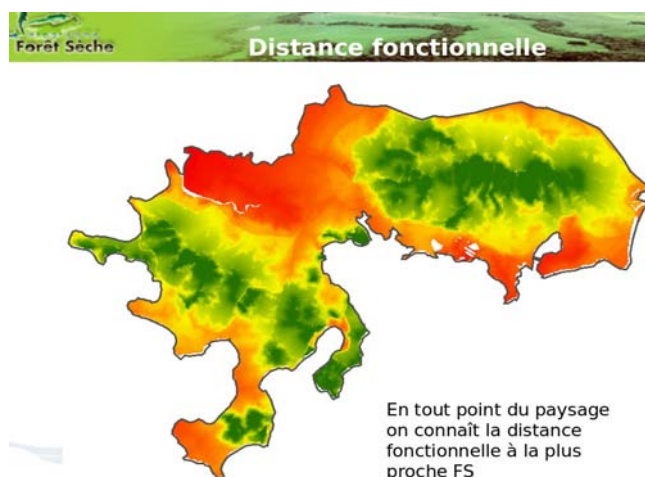 Forêt Sèche
Distance fonctionnelle
En tout point du paysage
on connaît la distance
fonctionnelle à la plus
proche FS